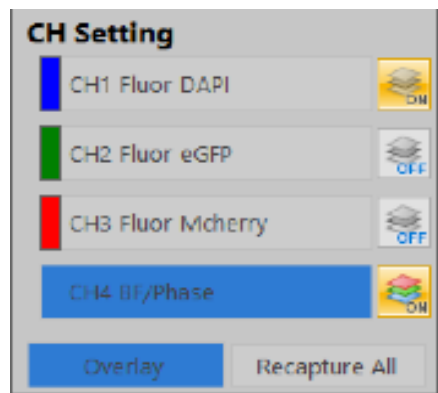 CH Setting
CH1 Fluor DAPI
ON
CH2 Fluor eGFP
OFF
CH3 Fluor Mcherry
OFF
CH4 BF/Phase
ON
Overlay Recapture All